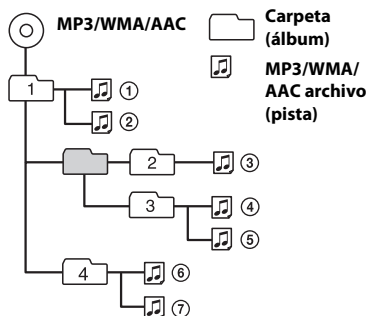 MP3/WMA/AAC
Carpeta
(álbum)
MP3/WMA/
AAC archivo
(pista)
1
①
②
2
③
3
④
⑤
4
⑥
⑦